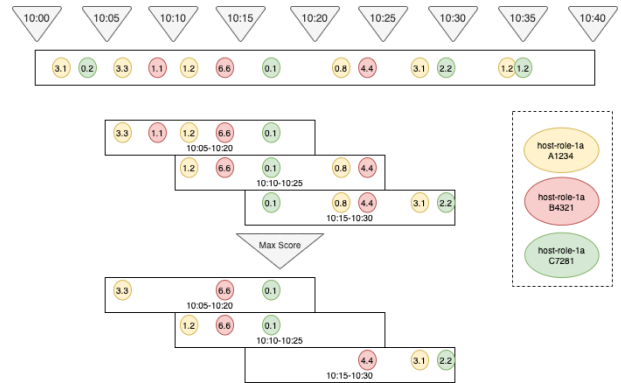 10:00 10:05 10:10 10:15 10:20 10:25 10:30 10:35 10:40
3.1 0.2 3.3 1.1 1.2 6.6 0.1 0.8 4.4 3.1 2.2 1.2 1.2
3.3 1.1 1.2 6.6 0.1
10:05-10:20
1.2 6.6 0.1 0.8 4.4
10:10-10:25
0.1 0.8 4.4 3.1 2.2
10:15-10:30
host-role-1a
A1234
host-role-1a
B4321
host-role-1a
C7281
Max Score
3.3 6.6 0.1
10:05-10:20
1.2 6.6 0.1
10:10-10:25
4.4 3.1 2.2
10:15-10:30